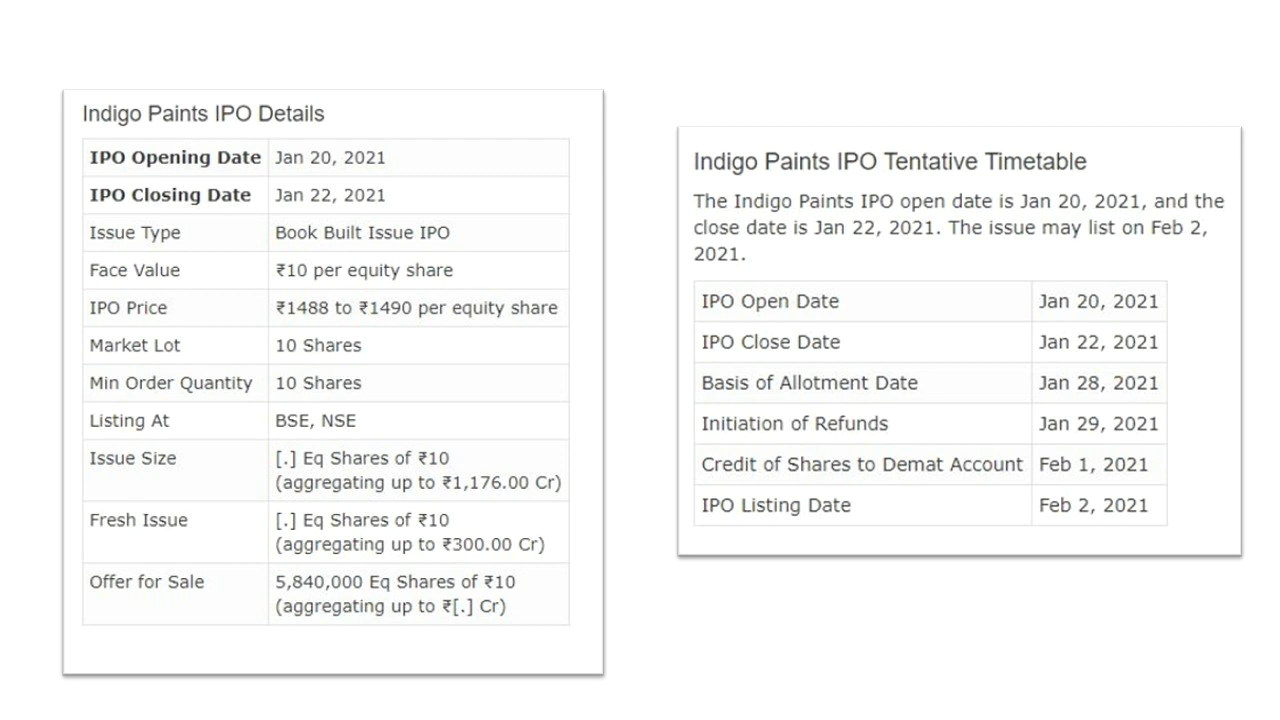 Indigo Paints IPO Details
IPO Opening Date Jan 20, 2021
IPO Closing Date Jan 22, 2021
Issue Type Book Built Issue IPO
Face Value ₹10 per equity share
IPO Price ₹1488 to ₹1490 per equity share
Market Lot 10 Shares
Min Order Quantity 10 Shares
Listing At BSE, NSE
Issue Size [.] Eq Shares of ₹10
(aggregating up to ₹1,176.00 Cr)
Fresh Issue [.] Eq Shares of ₹10
(aggregating up to ₹300.00 Cr)
Offer for Sale 5,840,000 Eq Shares of ₹10
(aggregating up to ₹[.] Cr)
Indigo Paints IPO Tentative Timetable
The Indigo Paints IPO open date is Jan 20, 2021, and the
close date is Jan 22, 2021. The issue may list on Feb 2,
2021.
IPO Open Date Jan 20, 2021
IPO Close Date Jan 22, 2021
Basis of Allotment Date Jan 28, 2021
Initiation of Refunds Jan 29, 2021
Credit of Shares to Demat Account Feb 1, 2021
IPO Listing Date Feb 2, 2021